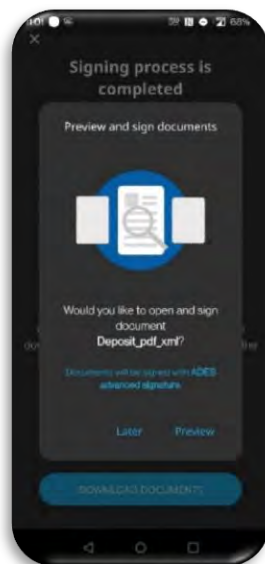 68%
Signing process is
completed
Preview and sign documents
Would you like to open and sign
document
Deposit_pdf_xml?
Documents will be signed with ADES
advanced signature.
Later Preview
DOWNLOAD DOCUMENTS